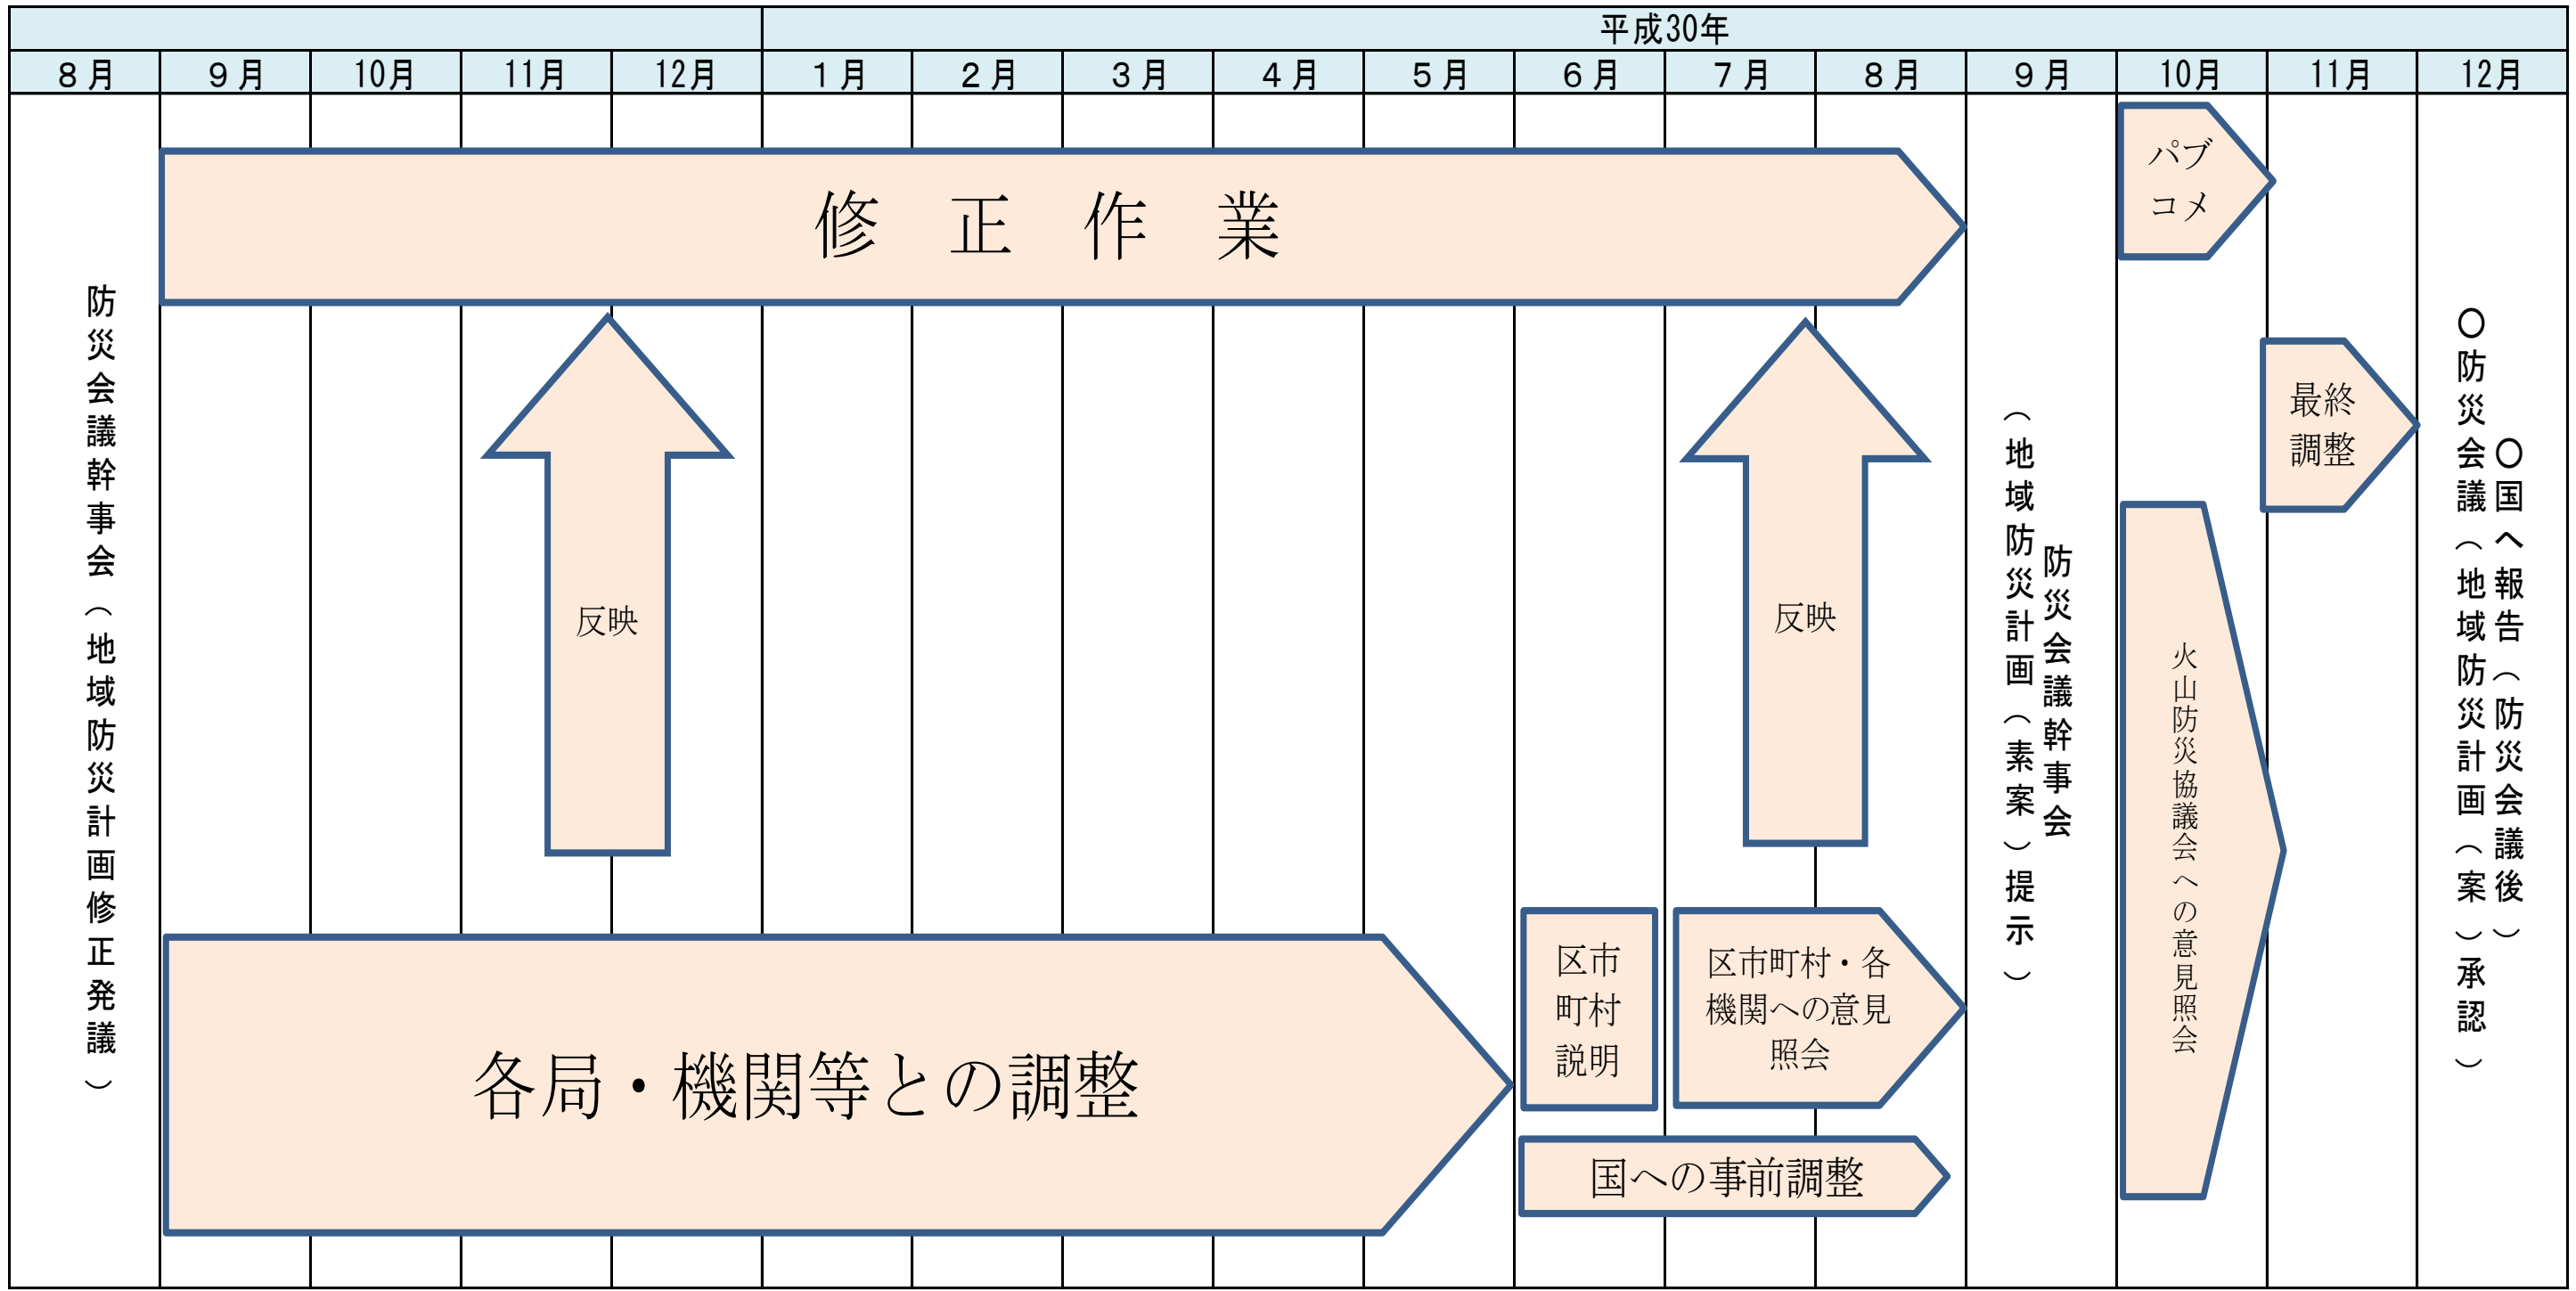 平成30年
８月
９月
10月
11月
12月
１月
２月
３月
４月
５月
６月
７月
８月
９月
10月
11月
12月
防災会議幹事会（地域防災計画修正発議）
修　正　作　業
反映
各局・機関等との調整
反映
区市
町村
説明
区市町村・各
機関への意見
照会
国への事前調整
防災会議幹事会
（地域防災計画（素案）提示）
パブ
コメ
火山防災協議会への意見照会
最終
調整
〇国へ報告（防災会議後）
〇防災会議（地域防災計画（案）承認）